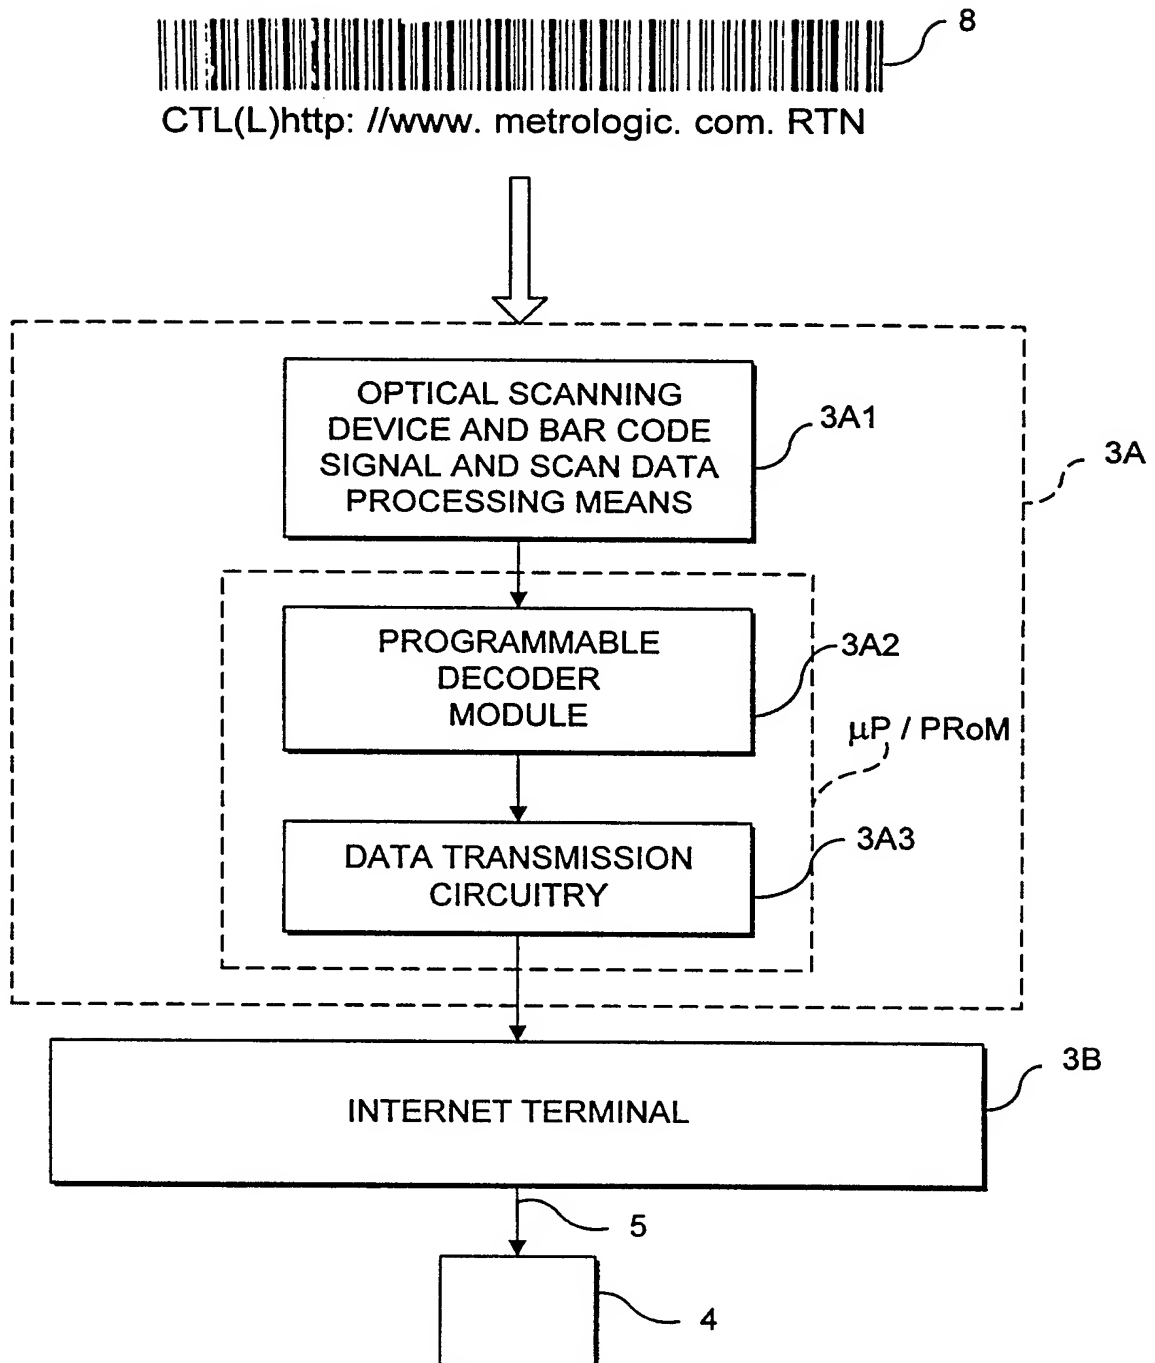 8
CTL(L)http: //www. metrologic. com. RTN
OPTICAL SCANNING
DEVICE AND BAR CODE
SIGNAL AND SCAN DATA
PROCESSING MEANS
3A1
3A
PROGRAMMABLE
DECODER
MODULE
3A2
μP / PRoM
DATA TRANSMISSION
CIRCUITRY
3A3
INTERNET TERMINAL
3B
5
4